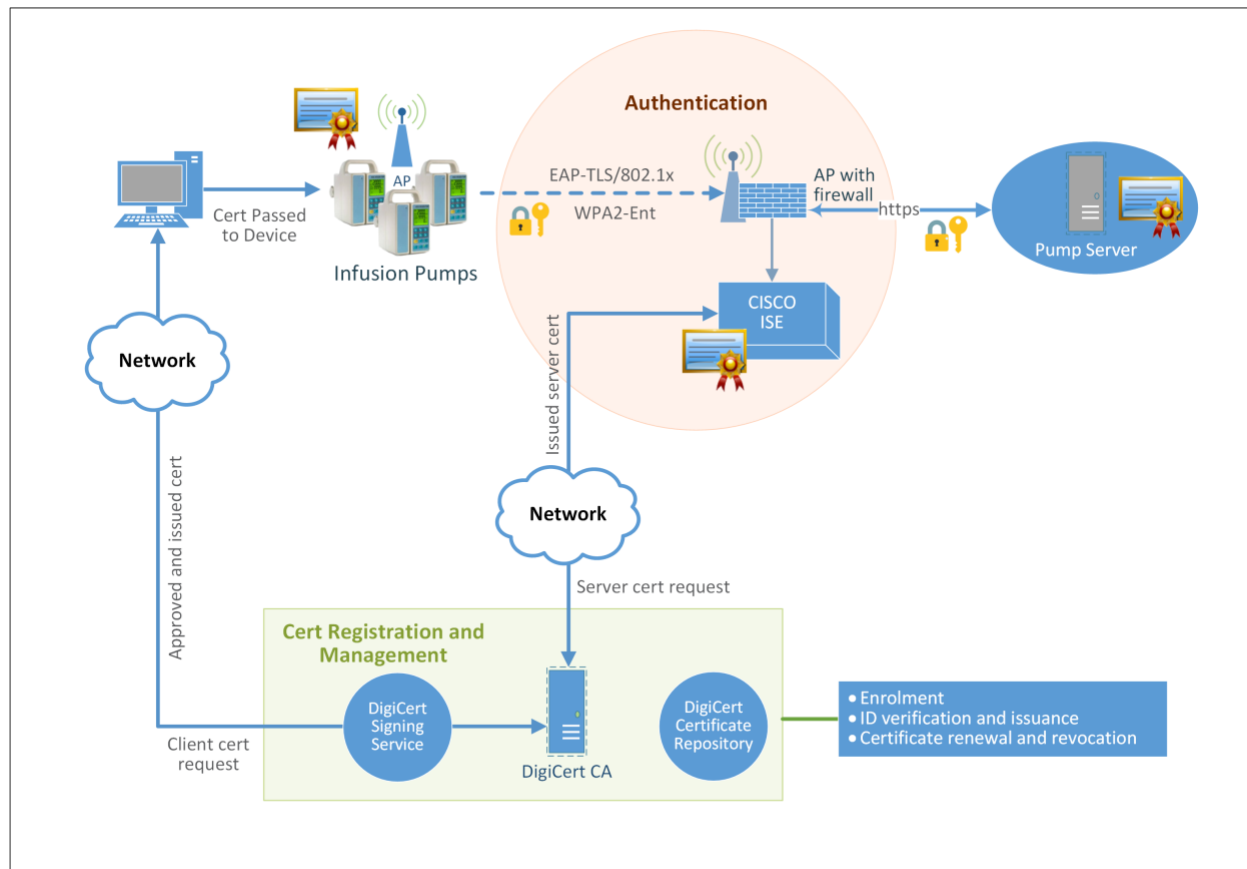 Authentication
AP
EAP-TLS/802.1x
WPA2-Ent
AP with
firewall
https
Cert Passed
to Device
Infusion Pumps
Pump Server
CISCO
ISE
Network
Issued server cert
Network
Approved and issued cert
Server cert request
Cert Registration and
Management
DigiCert
Signing
Service
DigiCert CA
DigiCert
Certificate
Repository
Client cert
request
• Enrolment
• ID verification and issuance
• Certificate renewal and revocation